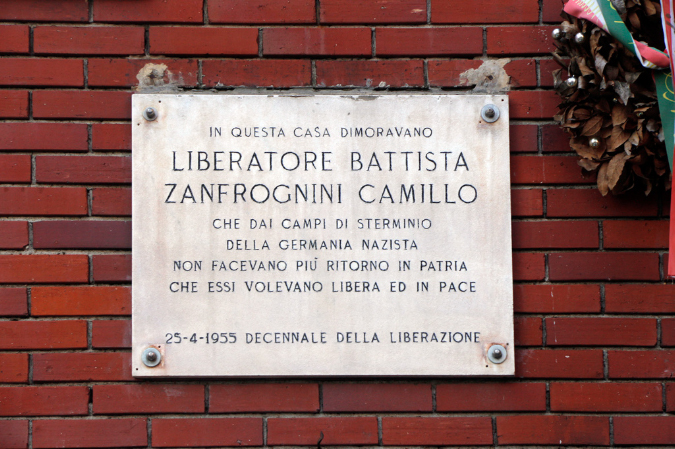 IN QUESTA CASA DIMORAVANO
LIBERATORE BATTISTA
ZANFROGNINI CAMILLO
CHE DAI CAMPI DI STERMINIO
DELLA GERMANIA NAZISTA
NON FACEVANO PIÚ RITORNO IN PATRIA
CHE ESSI VOLEVANO LIBERA ED IN PACE
25-4-1955 DECENNALE DELLA LIBERAZIONE